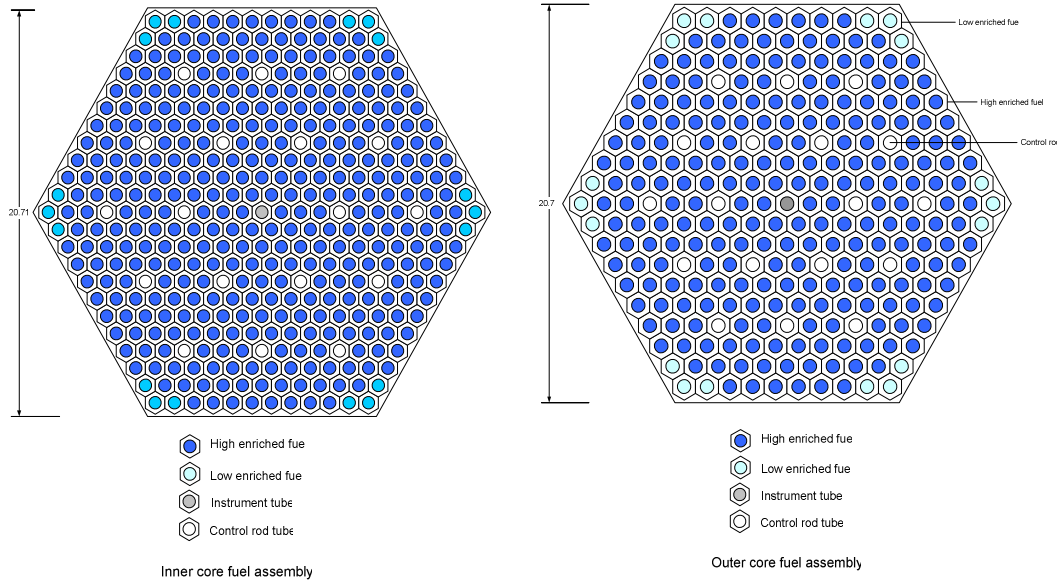 Low enriched fue
High enriched fuel
Control rod
20.71
20.7
High enriched fue
Low enriched fue
Instrument tube
Control rod tube
Inner core fuel assembly
High enriched fue
Low enriched fue
Instrument tube
Control rod tube
Outer core fuel assembly